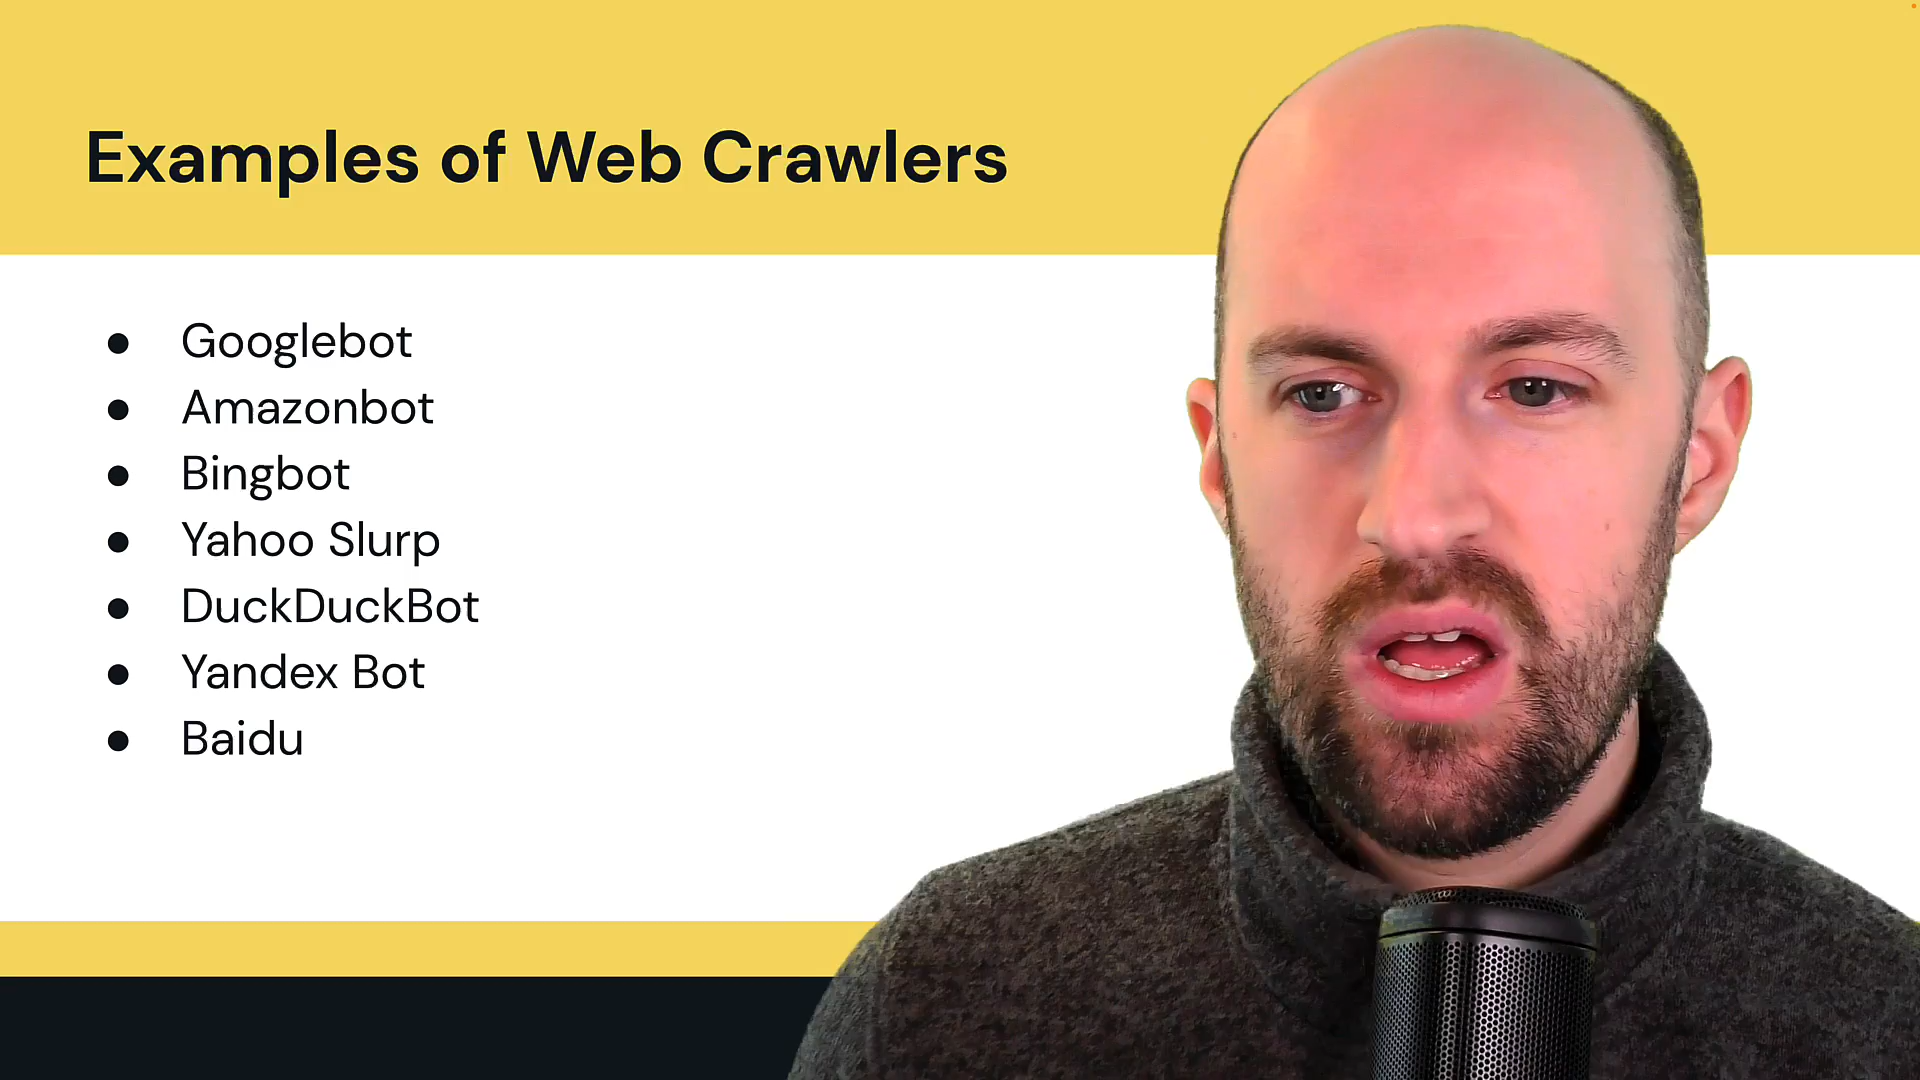 Examples of Web Crawlers
● Googlebot
● Amazonbot
● Bingbot
● Yahoo Slurp
● DuckDuckBot
● Yandex Bot
● Baidu